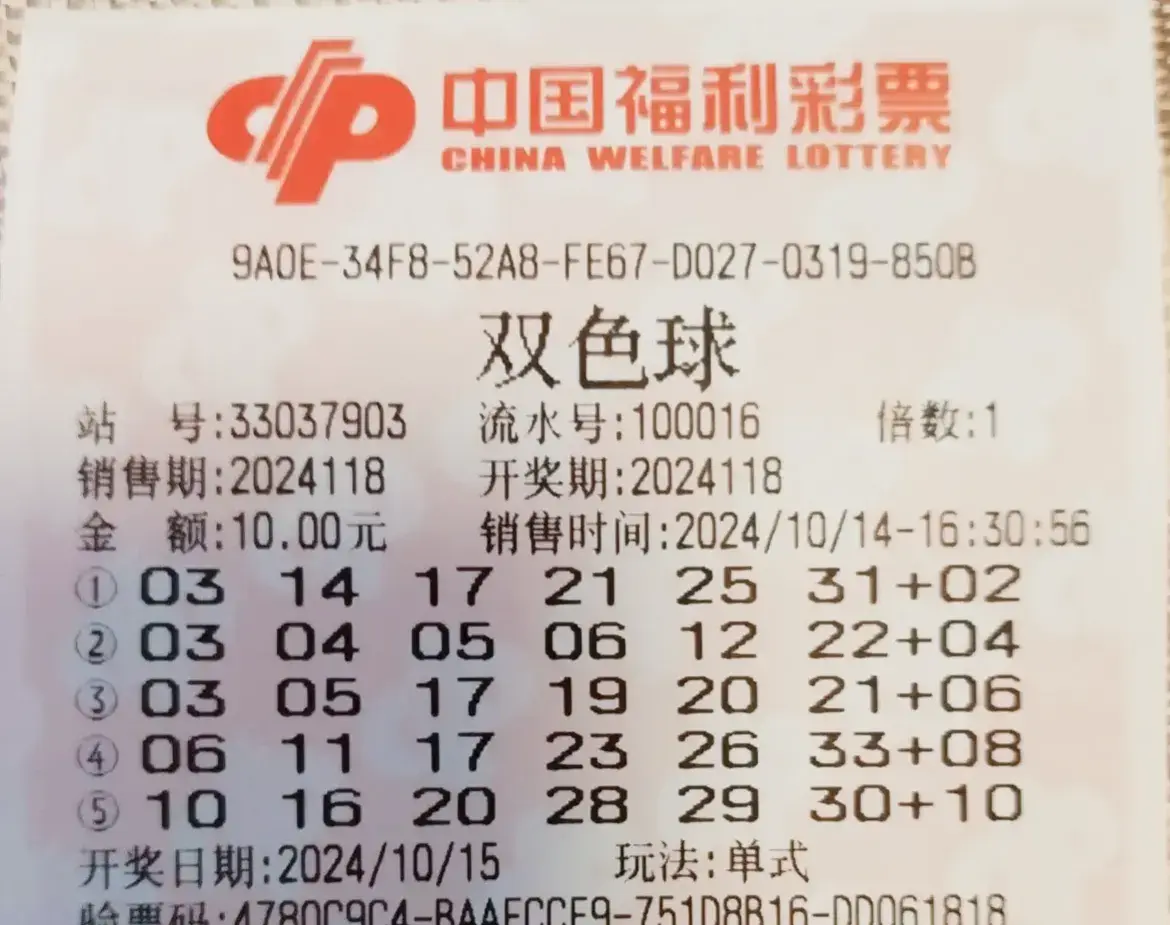 中国福利彩票
CHINA WELFARE LOTTERY
9A0E-34F8-52A8-FE67-D027-0319-850B
双色球
站 号:33037903 流水号:100016 倍数:1
销售期:2024118 开奖期:2024118
金 额:10.00元 销售时间:2024/10/14-16:30:56
① 03 14 17 21 25 31+02
② 03 04 05 06 12 22+04
③ 03 05 17 19 20 21+06
④ 06 11 17 23 26 33+08
⑤ 10 16 20 28 29 30+10
开奖日期:2024/10/15 玩法:单式
验票码:4780C9C4-BAAFCCF9-751D8B16-DD061818